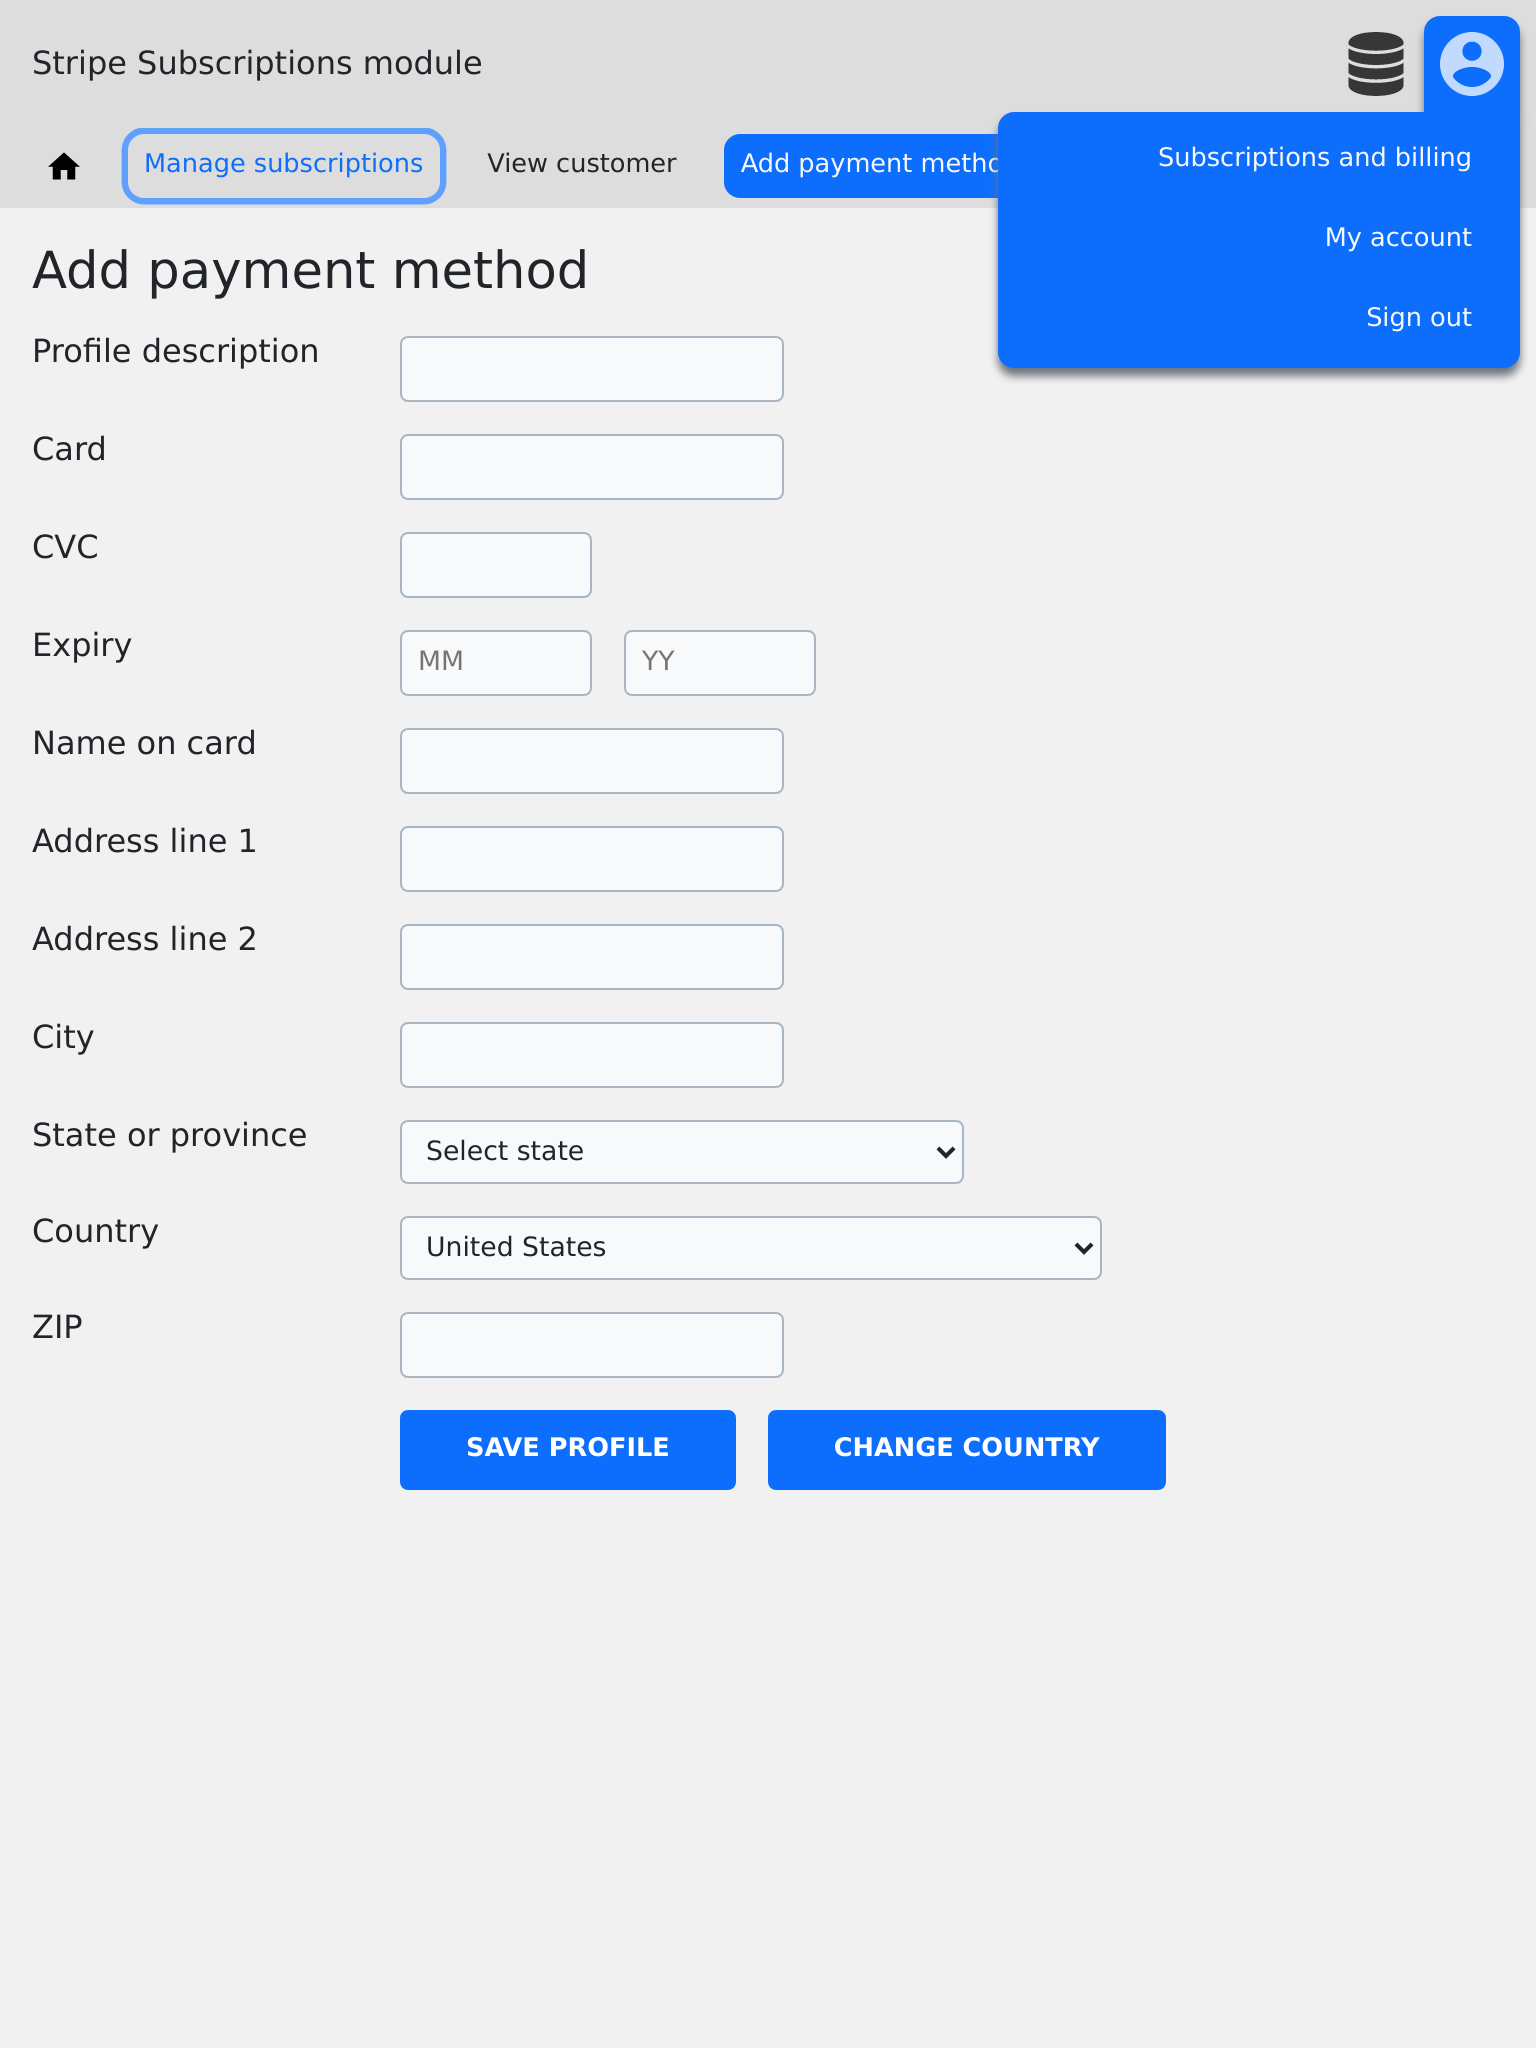 Stripe Subscriptions module
Manage subscriptions
View customer
Add payment metho
Subscriptions and billing
My account
Sign out
Add payment method
Profile description
Card
CVC
Expiry
MM YY
Name on card
Address line 1
Address line 2
City
State or province
Select state
Country
United States
ZIP
SAVE PROFILE
CHANGE COUNTRY